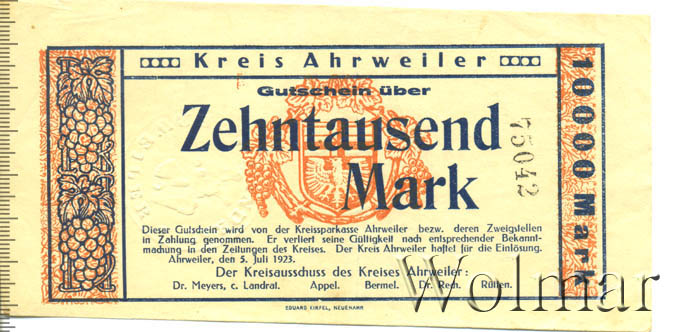 Kreis Ahrweiler
Gutschein über
Zehntausend
Mark
75042
10000 Mark
Dieser Gutschein wird von der Kreissparkasse Ahrweiler bezw. deren Zweigstellen
in Zahlung genommen. Er verliert seine Gültigkeit nach entsprechender Bekannt-
machung in den Zeitungen des Kreises. Der Kreis Ahrweiler haftet für die Einlösung.
Ahrweiler, den 5. Juli 1923.
Der Kreisausschuss des Kreises Ahrweiler:
Dr. Meyers, c. Landrat. Appel. Bermel. Dr. Rech. Rütten.
EDUARD KIRFEL, NEUENAHR
Wolmar